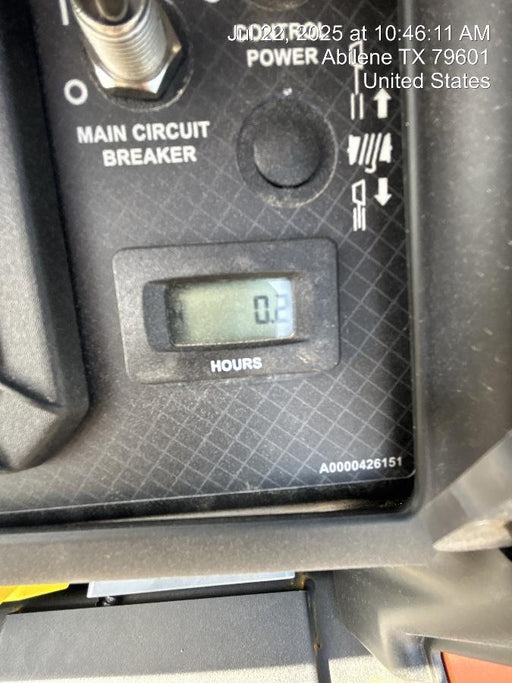 Jul 22, 2025 at 10:46:11 AM
Abilene TX 79601
United States
CONTROL
POWER
O
MAIN CIRCUIT
BREAKER
0.2
HOURS
A0000426151